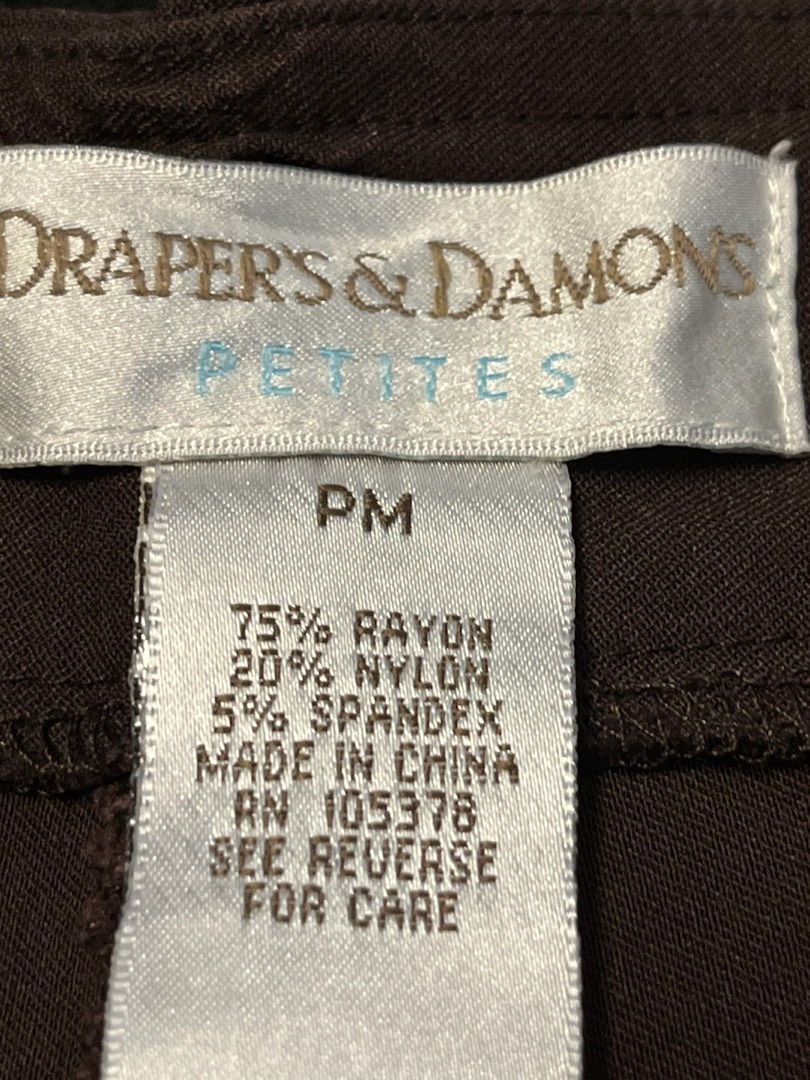 DRAPER'S & DAMON'S
PETITES
PM
75% RAYON
20% NYLON
5% SPANDEX
MADE IN CHINA
RN 105378
SEE REVERSE
FOR CARE